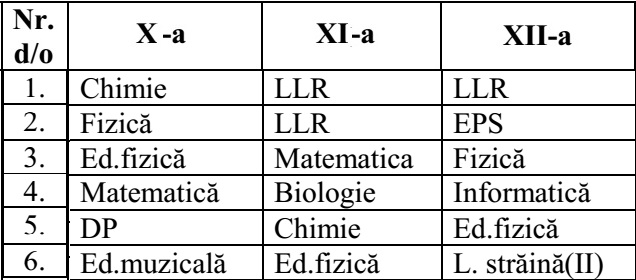 Nr. d/o X-a XI-a XII-a
1. Chimie LLR LLR
2. Fizică LLR EPS
3. Ed.fizică Matematica Fizică
4. Matematică Biologie Informatică
5. DP Chimie Ed.fizică
6. Ed.muzicală Ed.fizică L. străină(II)